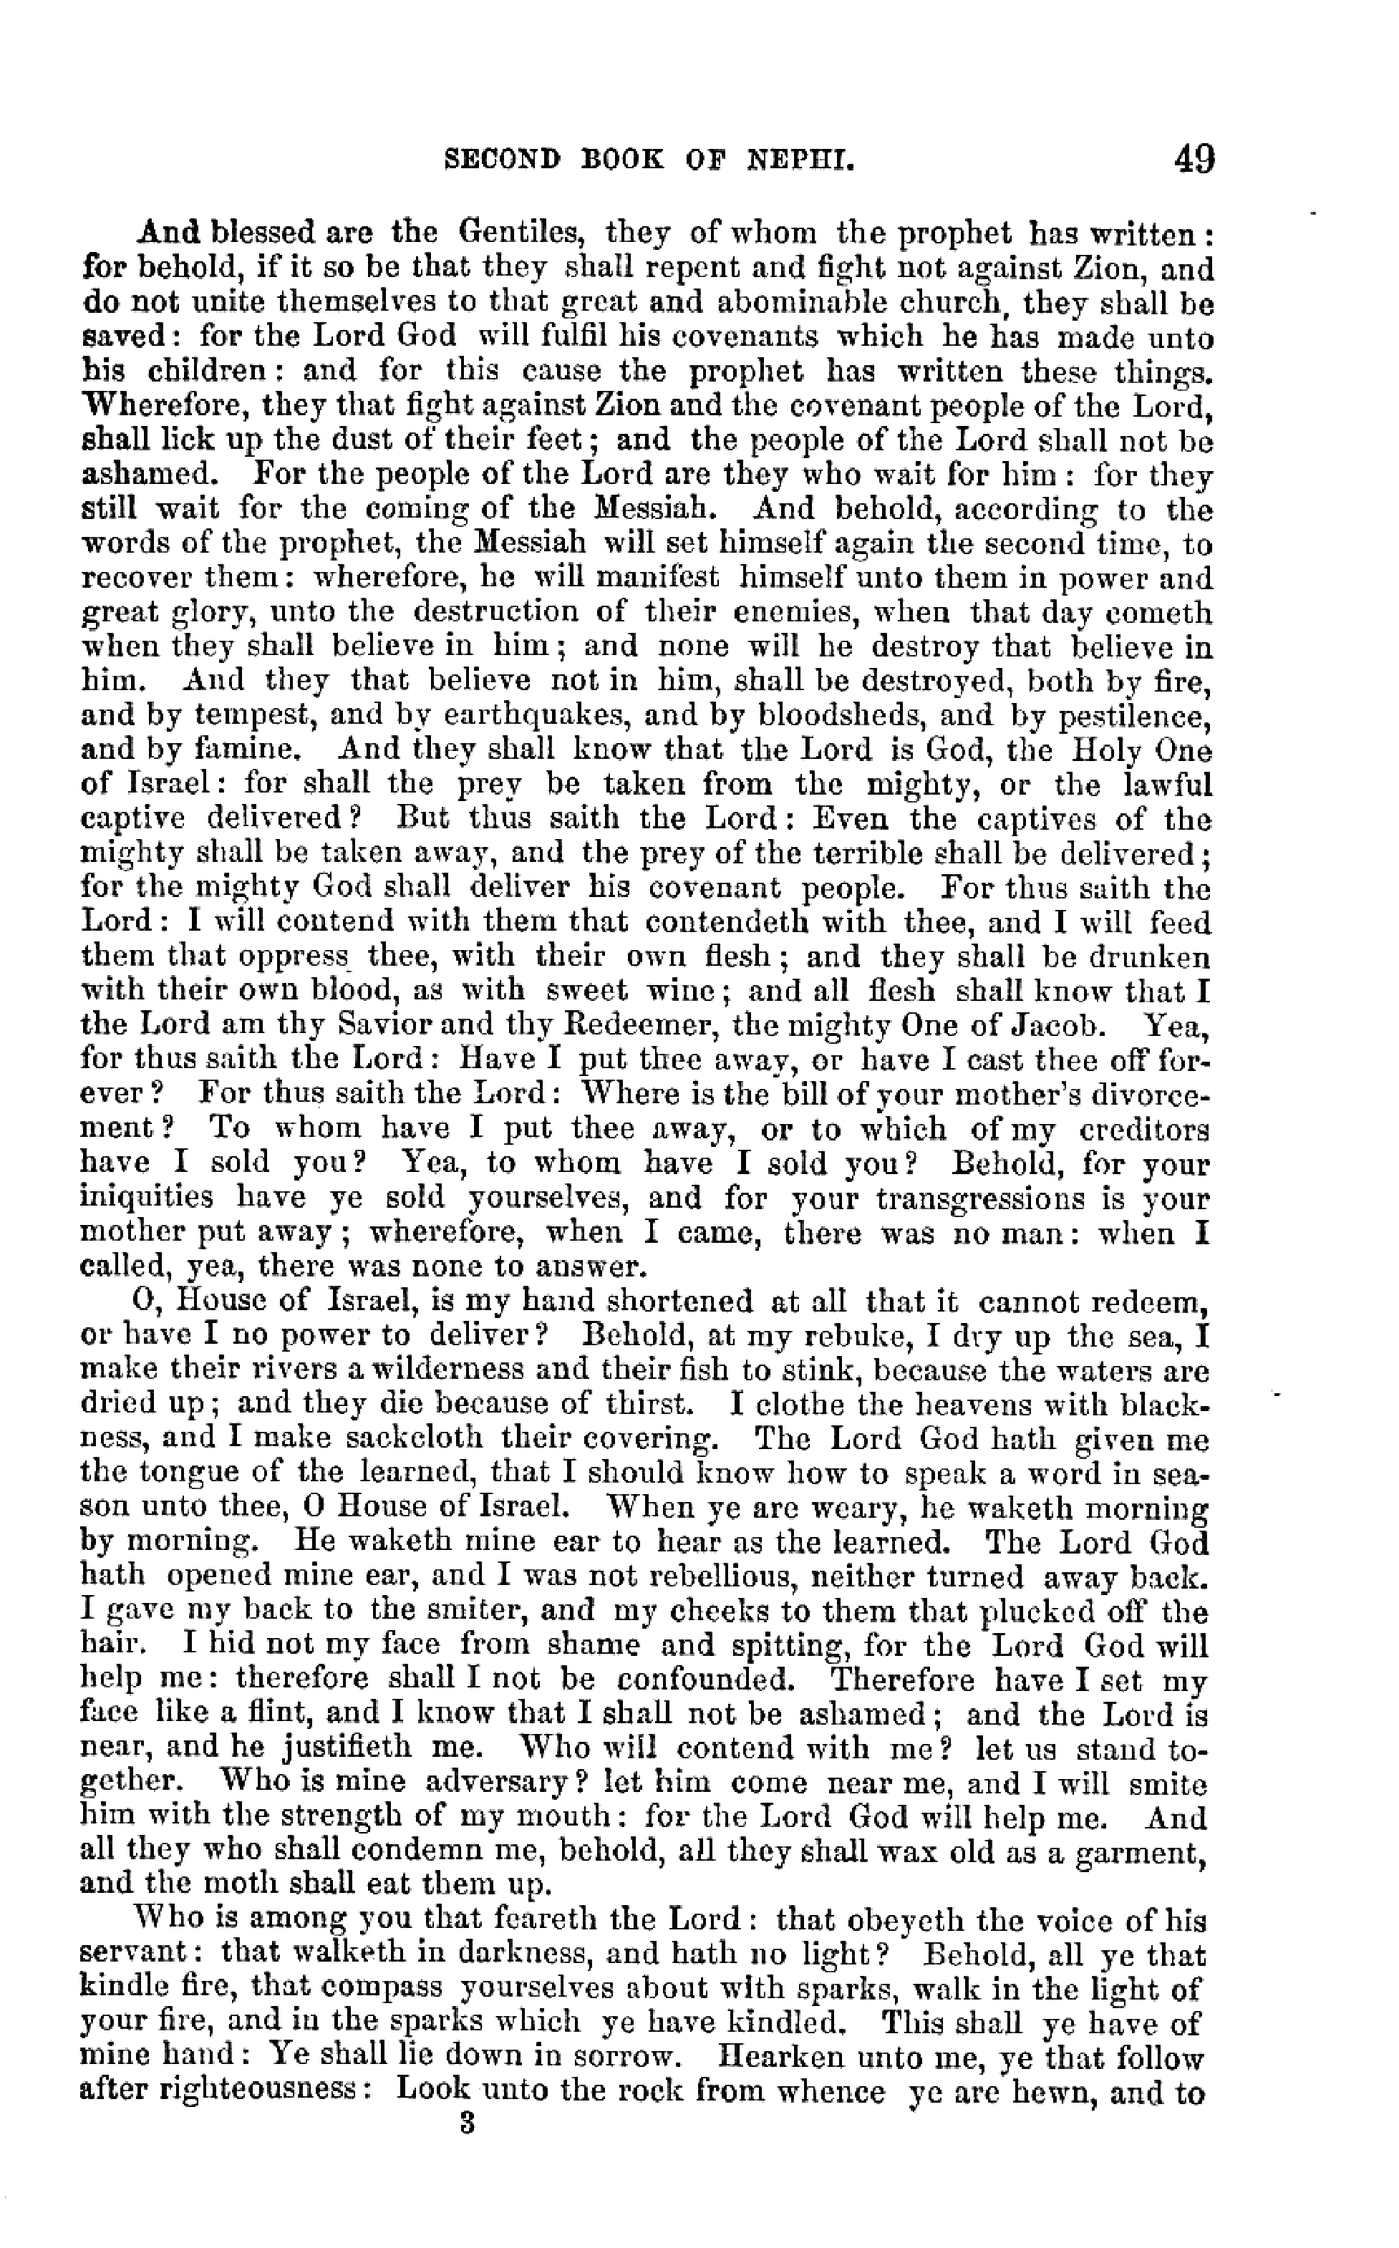 SECOND BOOK OF NEPHI. 49
And blessed are the Gentiles, they of whom the prophet has written:
for behold, if it so be that they shall repent and fight not against Zion, and
do not unite themselves to that great and abominable church, they shall be
saved: for the Lord God will fulfil his covenants which he has made unto
his children: and for this cause the prophet has written these things.
Wherefore, they that fight against Zion and the covenant people of the Lord,
shall lick up the dust of their feet; and the people of the Lord shall not be
ashamed. For the people of the Lord are they who wait for him: for they
still wait for the coming of the Messiah. And behold, according to the
words of the prophet, the Messiah will set himself again the second time, to
recover them: wherefore, he will manifest himself unto them in power and
great glory, unto the destruction of their enemies, when that day cometh
when they shall believe in him; and none will he destroy that believe in
him. And they that believe not in him, shall be destroyed, both by fire,
and by tempest, and by earthquakes, and by bloodsheds, and by pestilence,
and by famine. And they shall know that the Lord is God, the Holy One
of Israel: for shall the prey be taken from the mighty, or the lawful
captive delivered? But thus saith the Lord: Even the captives of the
mighty shall be taken away, and the prey of the terrible shall be delivered;
for the mighty God shall deliver his covenant people. For thus saith the
Lord: I will contend with them that contendeth with thee, and I will feed
them that oppress thee, with their own flesh; and they shall be drunken
with their own blood, as with sweet wine; and all flesh shall know that I
the Lord am thy Savior and thy Redeemer, the mighty One of Jacob. Yea,
for thus saith the Lord: Have I put thee away, or have I cast thee off for-
ever? For thus saith the Lord: Where is the bill of your mother's divorce-
ment? To whom have I put thee away, or to which of my creditors
have I sold you? Yea, to whom have I sold you? Behold, for your
iniquities have ye sold yourselves, and for your transgressions is your
mother put away; wherefore, when I came, there was no man: when I
called, yea, there was none to answer.
O, House of Israel, is my hand shortened at all that it cannot redeem,
or have I no power to deliver? Behold, at my rebuke, I dry up the sea, I
make their rivers a wilderness and their fish to stink, because the waters are
dried up; and they die because of thirst. I clothe the heavens with black-
ness, and I make sackcloth their covering. The Lord God hath given me
the tongue of the learned, that I should know how to speak a word in sea-
son unto thee, O House of Israel. When ye are weary, he waketh morning
by morning. He waketh mine ear to hear as the learned. The Lord God
hath opened mine ear, and I was not rebellious, neither turned away back.
I gave my back to the smiter, and my cheeks to them that plucked off the
hair. I hid not my face from shame and spitting, for the Lord God will
help me: therefore shall I not be confounded. Therefore have I set my
face like a flint, and I know that I shall not be ashamed; and the Lord is
near, and he justifieth me. Who will contend with me? let us stand to-
gether. Who is mine adversary? let him come near me, and I will smite
him with the strength of my mouth: for the Lord God will help me. And
all they who shall condemn me, behold, all they shall wax old as a garment,
and the moth shall eat them up.
Who is among you that feareth the Lord: that obeyeth the voice of his
servant: that walketh in darkness, and hath no light? Behold, all ye that
kindle fire, that compass yourselves about with sparks, walk in the light of
your fire, and in the sparks which ye have kindled. This shall ye have of
mine hand: Ye shall lie down in sorrow. Hearken unto me, ye that follow
after righteousness: Look unto the rock from whence ye are hewn, and to
3